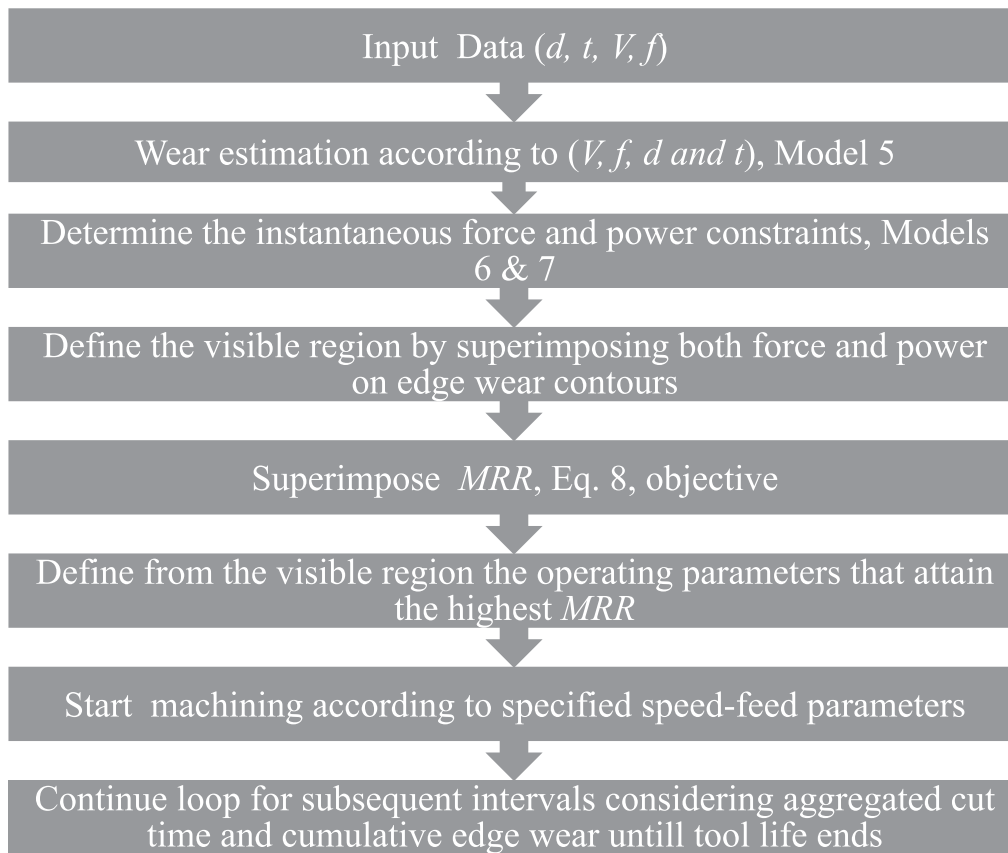 Input Data (d, t, V, f)
Wear estimation according to (V, f, d and t), Model 5
Determine the instantaneous force and power constraints, Models
6 & 7
Define the visible region by superimposing both force and power
on edge wear contours
Superimpose MRR, Eq. 8, objective
Define from the visible region the operating parameters that attain
the highest MRR
Start machining according to specified speed-feed parameters
Continue loop for subsequent intervals considering aggregated cut
time and cumulative edge wear untill tool life ends